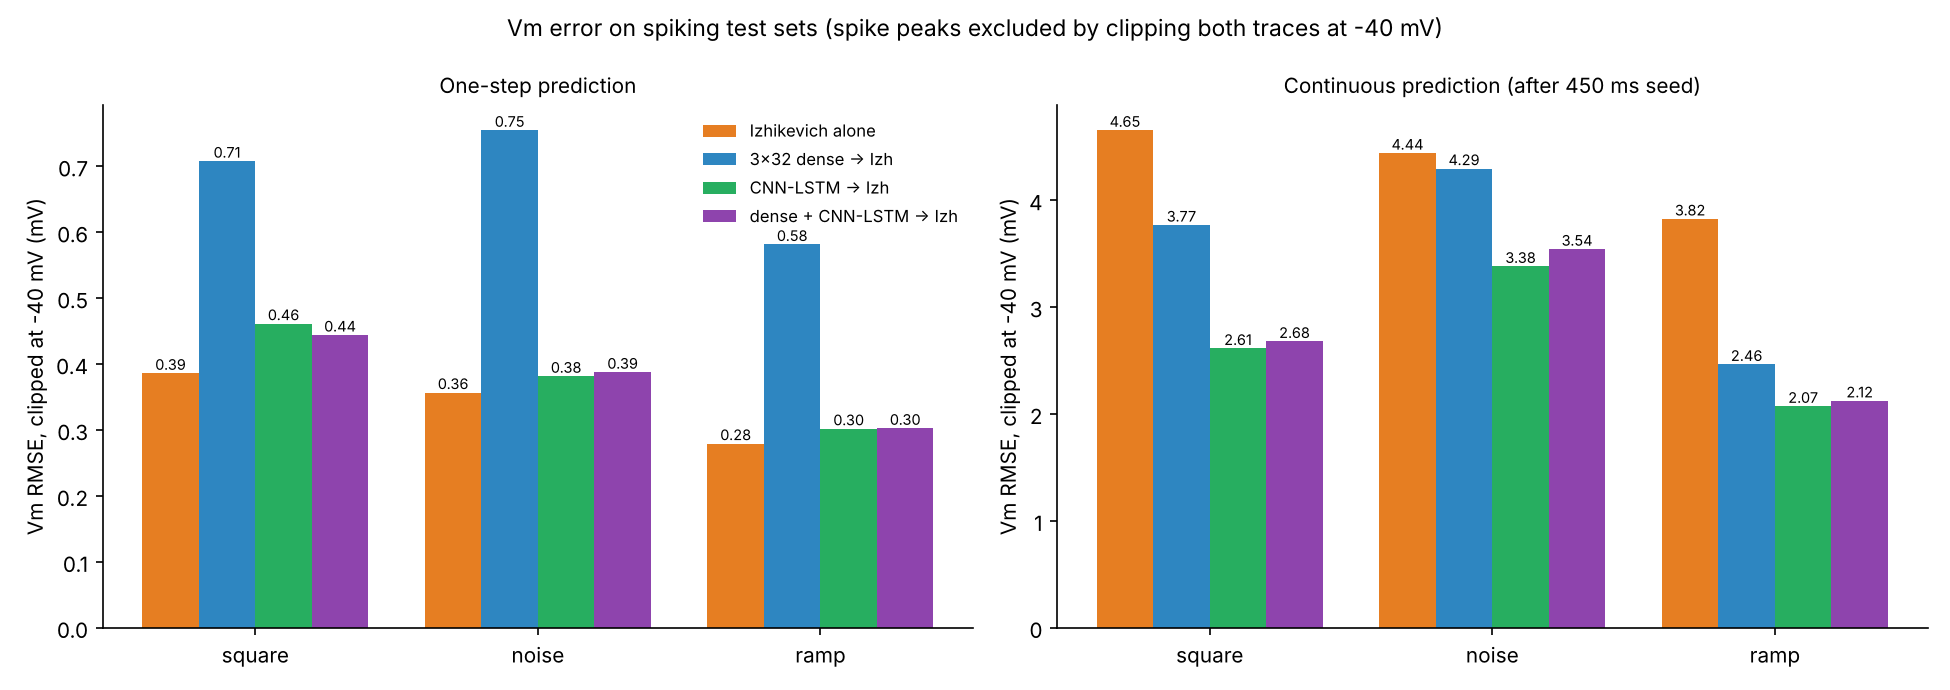 Vm error on spiking test sets (spike peaks excluded by clipping both traces at -40 mV)
One-step prediction
Vm RMSE, clipped at -40 mV (mV)
0.7
0.6
0.5
0.4
0.3
0.2
0.1
0.0
0.39
0.71
0.46
0.44
0.36
0.75
0.38
0.39
0.28
0.58
0.30
0.30
Izhikevich alone
3×32 dense → Izh
CNN-LSTM → Izh
dense + CNN-LSTM → Izh
square
noise
ramp
Continuous prediction (after 450 ms seed)
Vm RMSE, clipped at -40 mV (mV)
4
3
2
1
0
4.65
3.77
2.61
2.68
4.44
4.29
3.38
3.54
3.82
2.46
2.07
2.12
square
noise
ramp